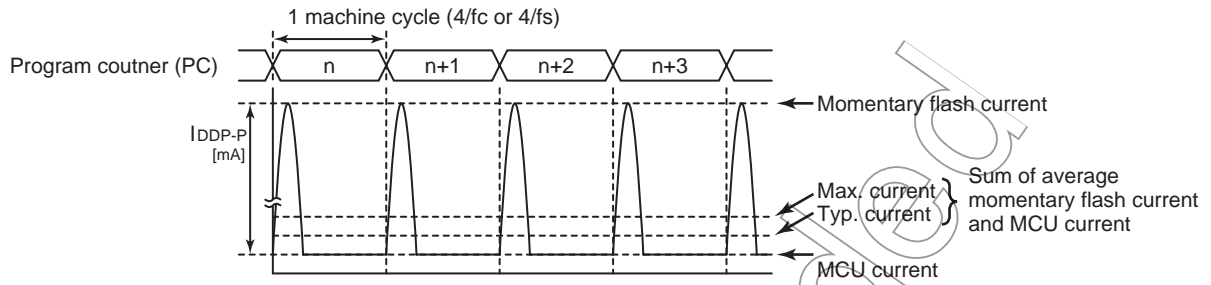 1 machine cycle (4/fc or 4/fs)
Program coutner (PC)
n
n+1
n+2
n+3
Momentary flash current
IDDP-P
[mA]
Max. current
Typ. current
Sum of average
momentary flash current
and MCU current
MCU current